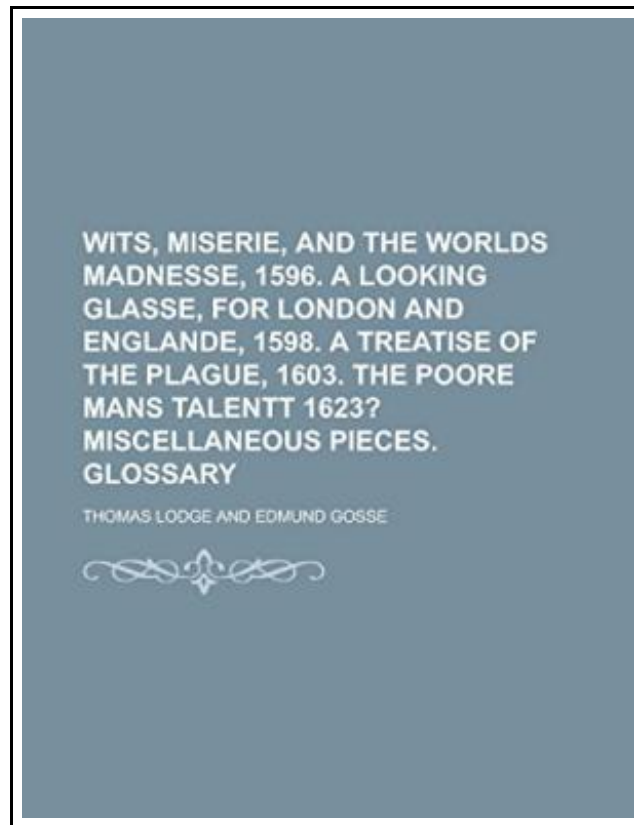 WITS, MISERIE, AND THE WORLDS
MADNESSE, 1596. A LOOKING
GLASSE, FOR LONDON AND
ENGLANDE, 1598. A TREATISE OF
THE PLAGUE, 1603. THE POORE
MANS TALENTT 1623?
MISCELLANEOUS PIECES.
GLOSSARY
THOMAS LODGE AND EDMUND GOSSE